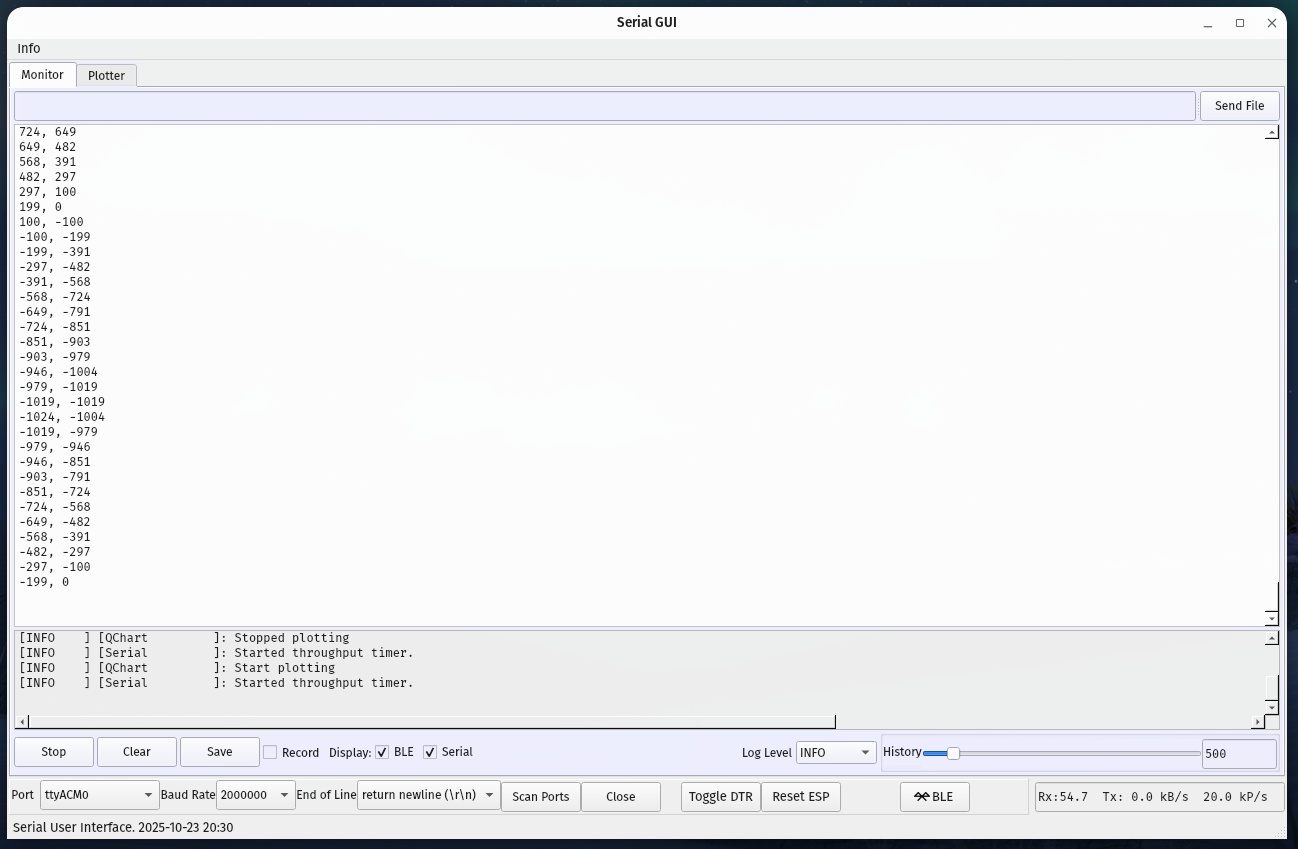 Serial GUI
Info
Monitor Plotter
Send File
724, 649
649, 482
568, 391
482, 297
297, 100
199, 0
100, -100
-100, -199
-199, -391
-297, -482
-391, -568
-568, -724
-649, -791
-724, -851
-851, -903
-903, -979
-946, -1004
-979, -1019
-1019, -1019
-1024, -1004
-1019, -979
-979, -946
-946, -851
-903, -791
-851, -724
-724, -568
-649, -482
-568, -391
-482, -297
-297, -100
-199, 0
[INFO    ] [QChart         ]: Stopped plotting
[INFO    ] [Serial         ]: Started throughput timer.
[INFO    ] [QChart         ]: Start plotting
[INFO    ] [Serial         ]: Started throughput timer.
Stop Clear Save Record Display: BLE Serial Log Level INFO History 500
Port ttyACM0 Baud Rate 2000000 End of Line return newline (\r\n) Scan Ports Close Toggle DTR Reset ESP BLE Rx:54.7  Tx: 0.0 kB/s  20.0 kP/s
Serial User Interface. 2025-10-23 20:30